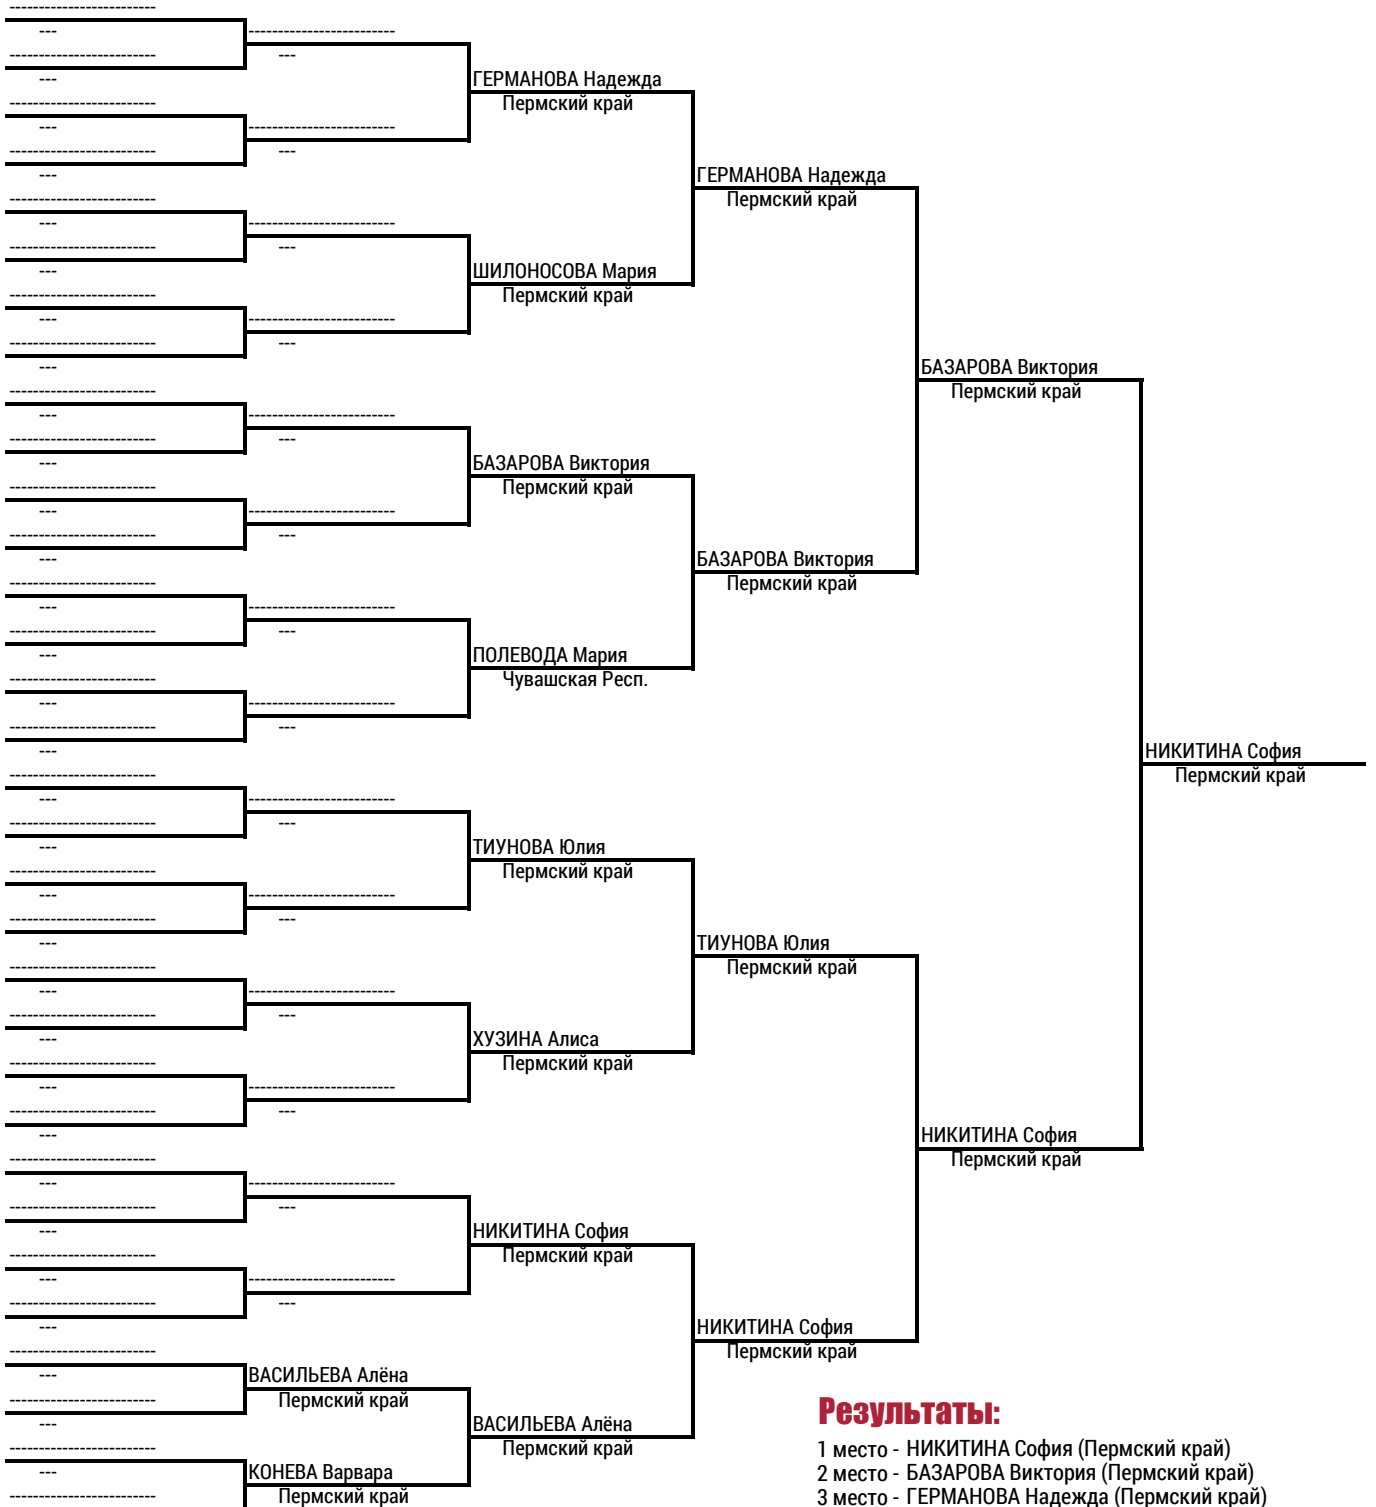 ГЕРМАНОВА Надежда
Пермский край
ГЕРМАНОВА Надежда
Пермский край
ШИЛОНОСОВА Мария
Пермский край
БАЗАРОВА Виктория
Пермский край
БАЗАРОВА Виктория
Пермский край
БАЗАРОВА Виктория
Пермский край
ПОЛЕВОДА Мария
Чувашская Респ.
НИКИТИНА София
Пермский край
ТИУНОВА Юлия
Пермский край
ТИУНОВА Юлия
Пермский край
ХУЗИНА Алиса
Пермский край
НИКИТИНА София
Пермский край
НИКИТИНА София
Пермский край
НИКИТИНА София
Пермский край
ВАСИЛЬЕВА Алёна
Пермский край
ВАСИЛЬЕВА Алёна
Пермский край
КОНЕВА Варвара
Пермский край
Результаты:
1 место - НИКИТИНА София (Пермский край)
2 место - БАЗАРОВА Виктория (Пермский край)
3 место - ГЕРМАНОВА Надежда (Пермский край)